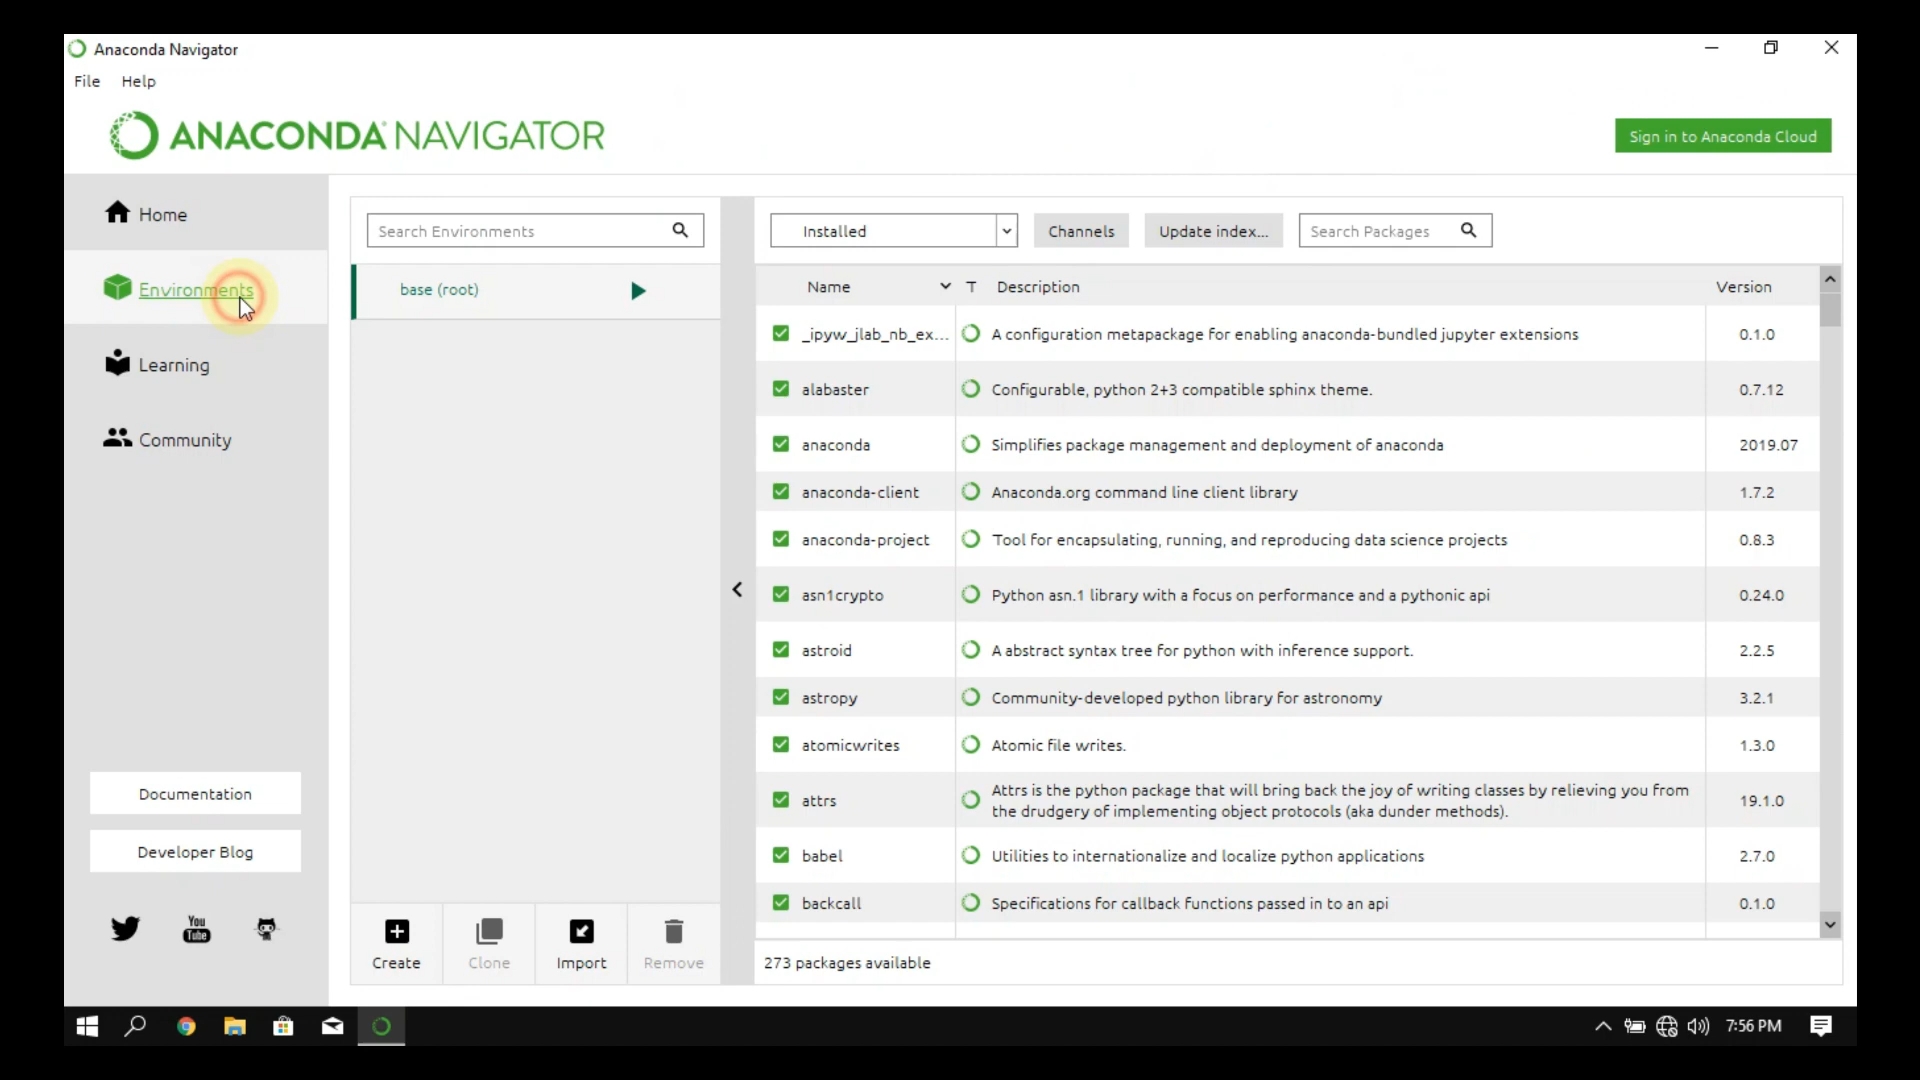 Anaconda Navigator
File Help
ANACONDA NAVIGATOR
Sign in to Anaconda Cloud
Home
Environments
Learning
Community
Documentation
Developer Blog
You
Tube
Search Environments
base (root)
Create Clone Import Remove
Installed Channels Update index... Search Packages
Name T Description Version
_ipyw_jlab_nb_ex... A configuration metapackage for enabling anaconda-bundled jupyter extensions 0.1.0
alabaster Configurable, python 2+3 compatible sphinx theme. 0.7.12
anaconda Simplifies package management and deployment of anaconda 2019.07
anaconda-client Anaconda.org command line client library 1.7.2
anaconda-project Tool for encapsulating, running, and reproducing data science projects 0.8.3
asn1crypto Python asn.1 library with a focus on performance and a pythonic api 0.24.0
astroid A abstract syntax tree for python with inference support. 2.2.5
astropy Community-developed python library for astronomy 3.2.1
atomicwrites Atomic file writes. 1.3.0
attrs Attrs is the python package that will bring back the joy of writing classes by relieving you from
the drudgery of implementing object protocols (aka dunder methods). 19.1.0
babel Utilities to internationalize and localize python applications 2.7.0
backcall Specifications for callback functions passed in to an api 0.1.0
273 packages available
7:56 PM